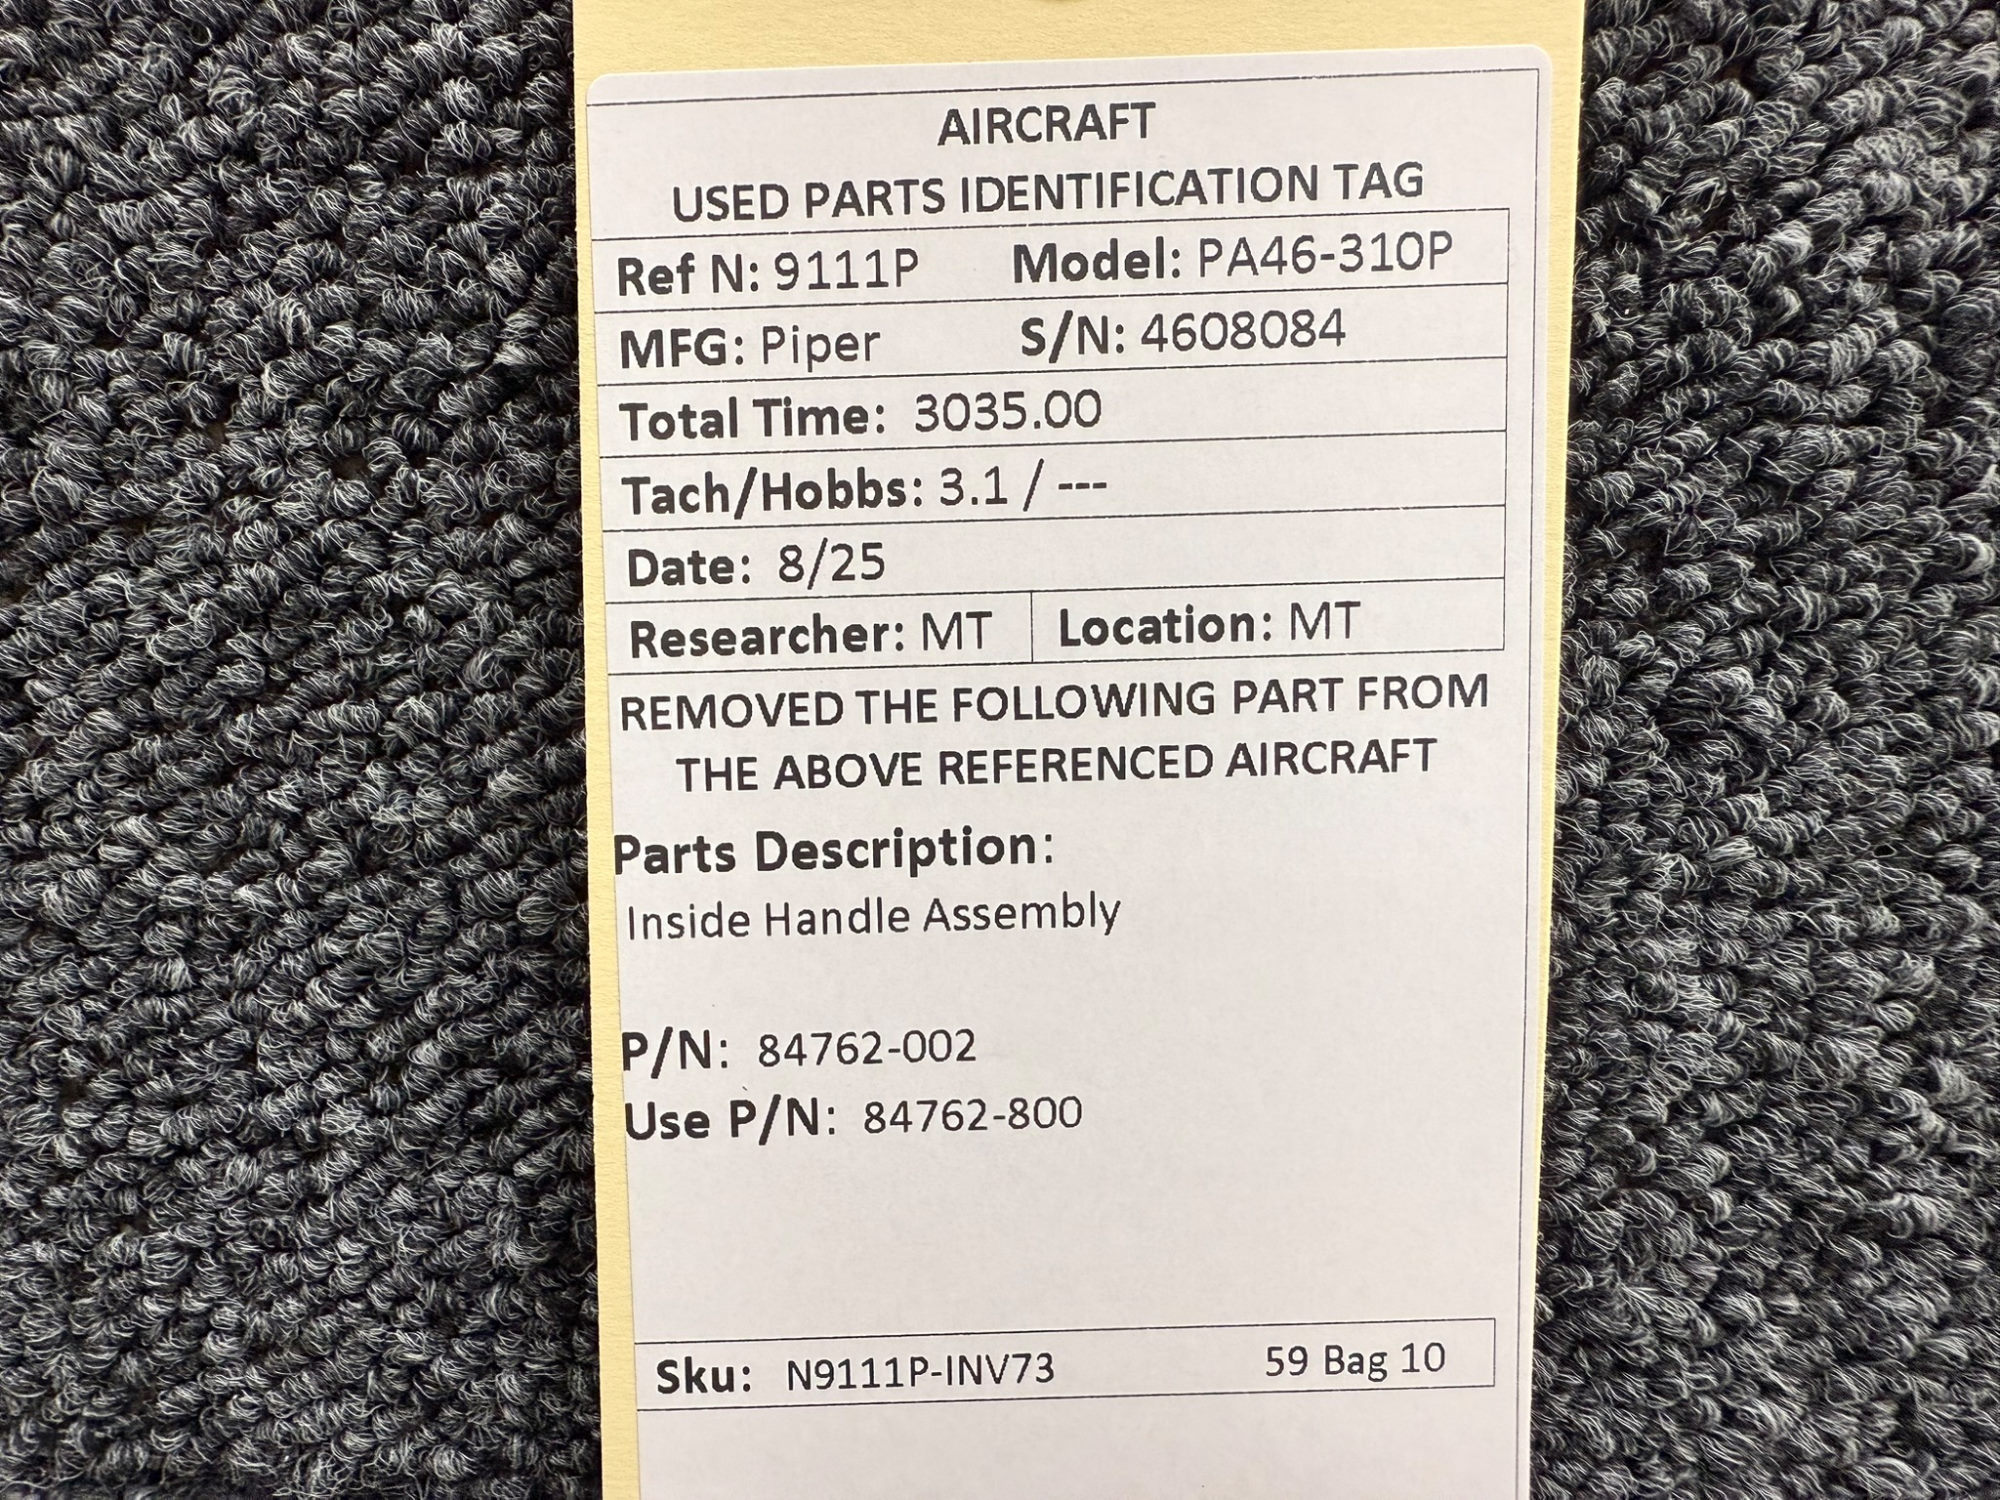 AIRCRAFT
USED PARTS IDENTIFICATION TAG
Ref N: 9111P Model: PA46-310P
MFG: Piper S/N: 4608084
Total Time: 3035.00
Tach/Hobbs: 3.1 / ---
Date: 8/25
Researcher: MT Location: MT
REMOVED THE FOLLOWING PART FROM
THE ABOVE REFERENCED AIRCRAFT
Parts Description:
Inside Handle Assembly
P/N: 84762-002
Use P/N: 84762-800
Sku: N9111P-INV73 59 Bag 10